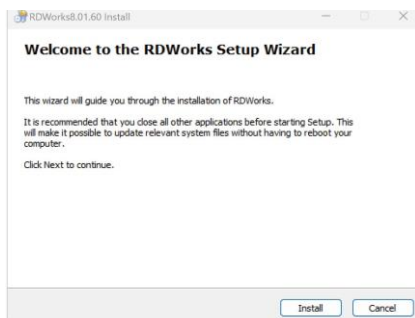 RDWorks8.01.60 Install
Welcome to the RDWorks Setup Wizard
This wizard will guide you through the installation of RDWorks.
It is recommended that you close all other applications before starting Setup. This
will make it possible to update relevant system files without having to reboot your
computer.
Click Next to continue.
Install Cancel